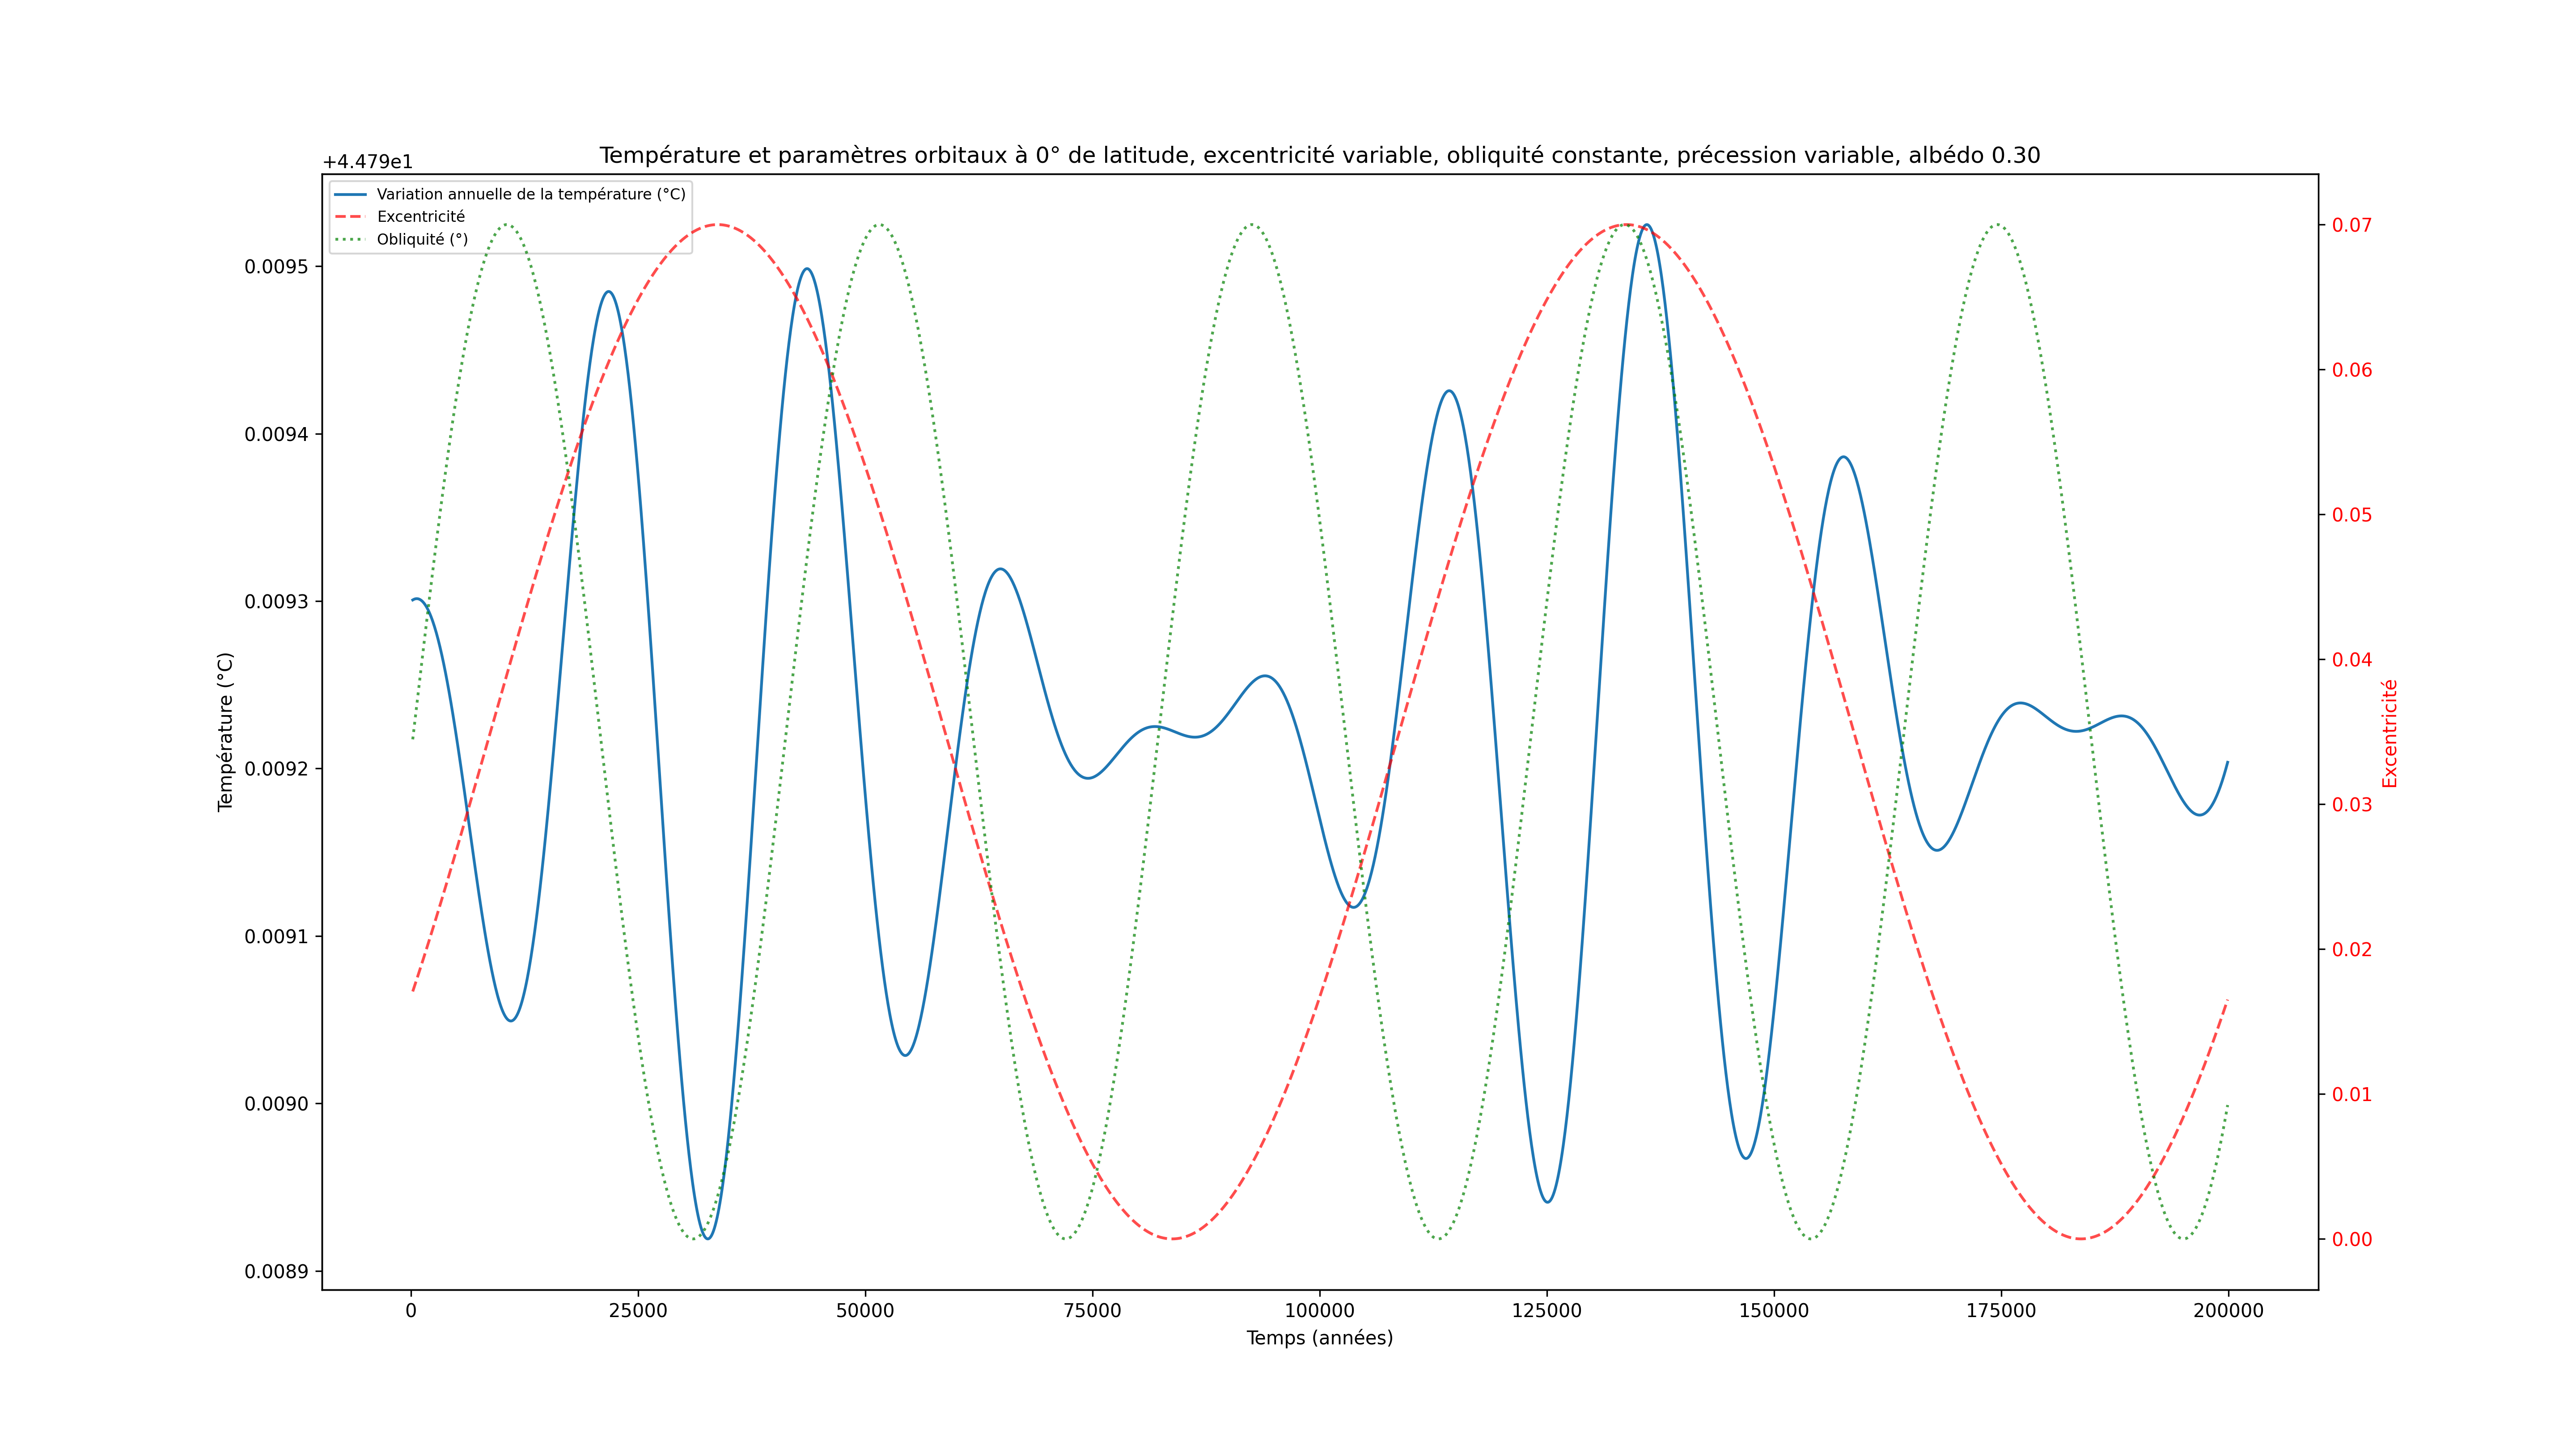 Température et paramètres orbitaux à 0° de latitude, excentricité variable, obliquité constante, précession variable, albédo 0.30
+4.479e1
Variation annuelle de la température (°C)
Excentricité
Obliquité (°)
0.0095
0.0094
0.0093
0.0092
0.0091
0.0090
0.0089
Température (°C)
0.07
0.06
0.05
0.04
0.03
0.02
0.01
0.00
Excentricité
0 25000 50000 75000 100000 125000 150000 175000 200000
Temps (années)